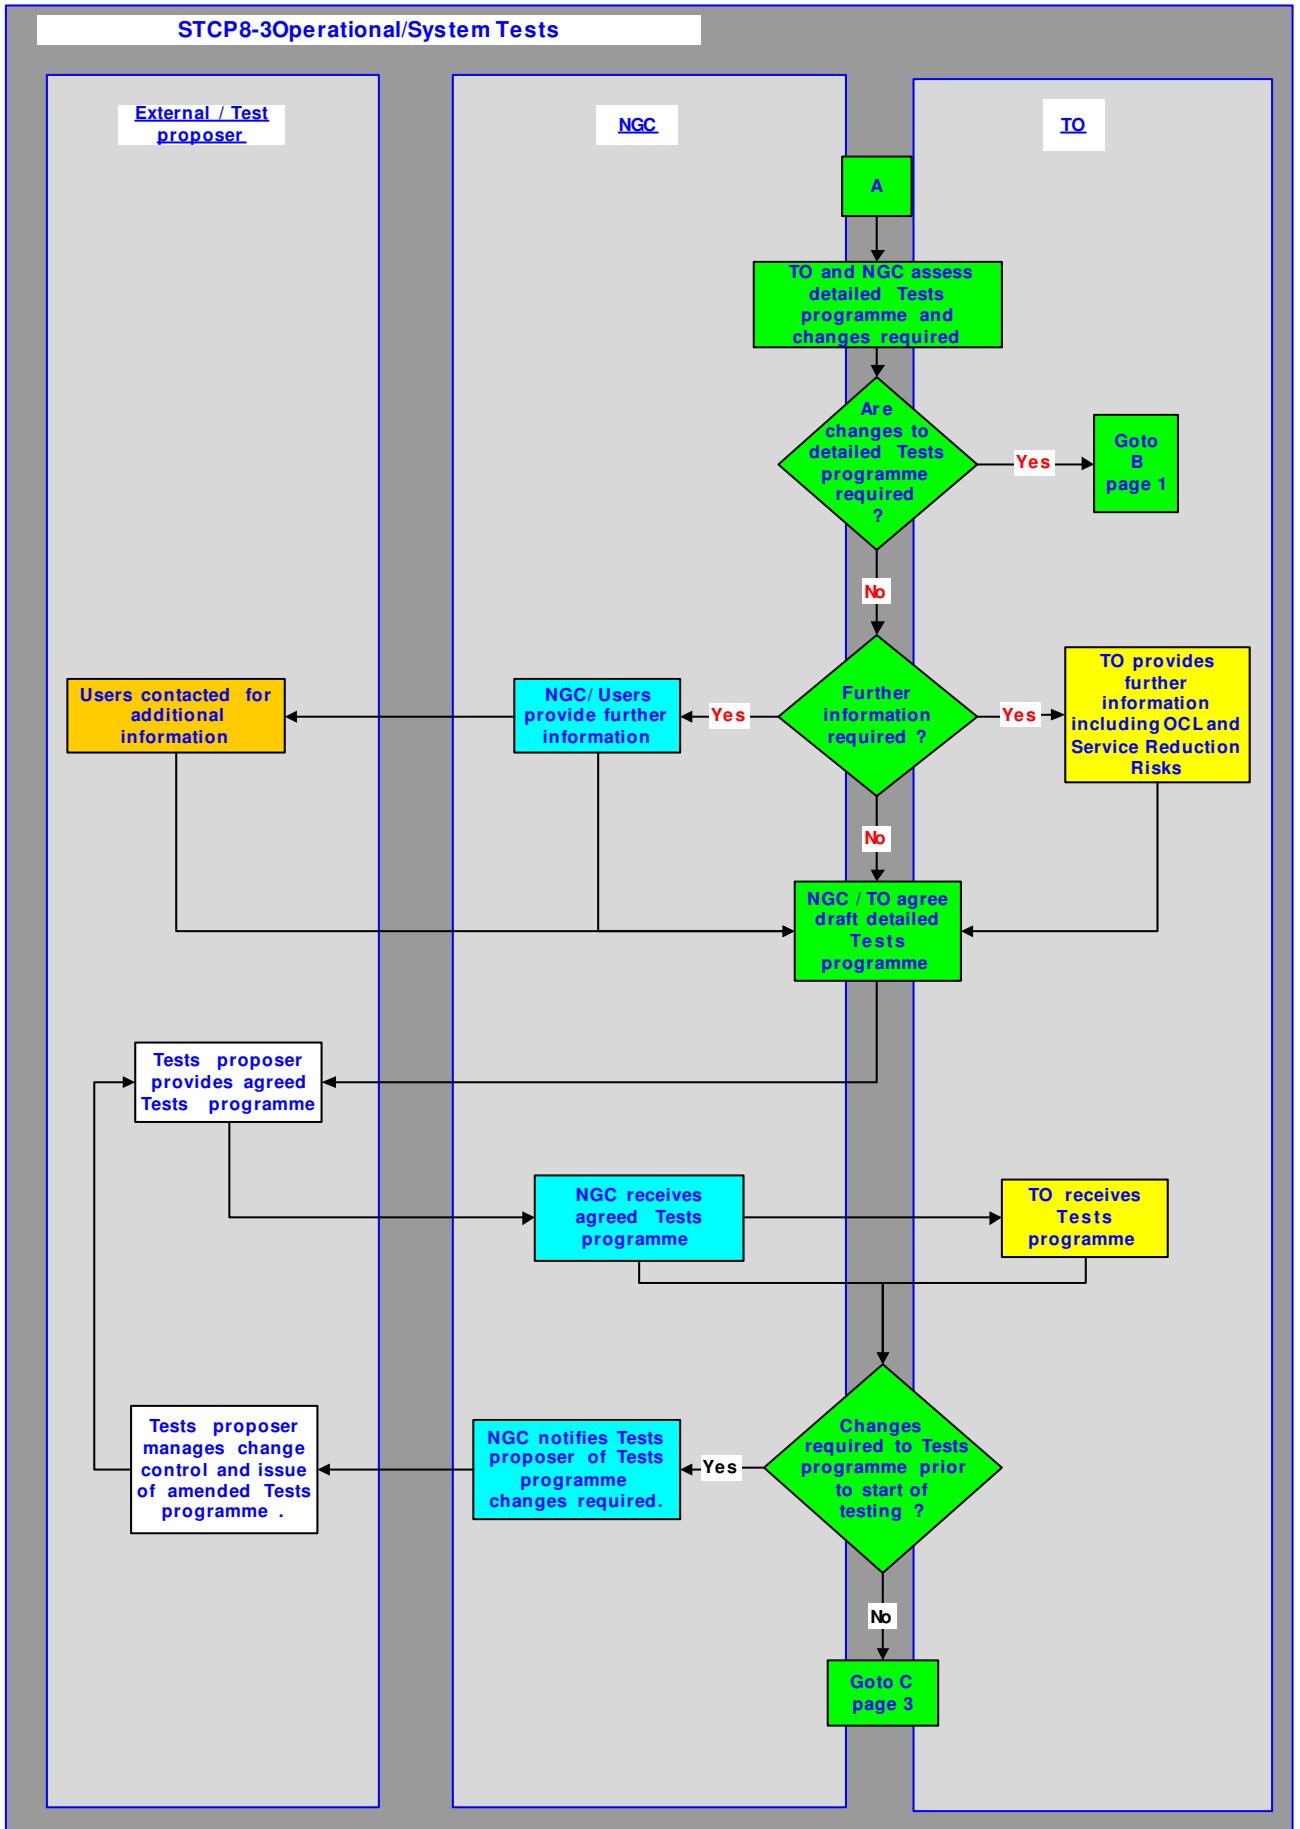 STCP8-3Operational/System Tests
External / Test
proposer
NGC
TO
A
TO and NGC assess
detailed Tests
programme and
changes required
Are
changes to
detailed Tests
programme
required
?
Yes
Goto
B
page 1
No
Users contacted for
additional
information
NGC/ Users
provide further
information
Yes
Further
information
required ?
Yes
TO provides
further
information
including OCL and
Service Reduction
Risks
No
NGC / TO agree
draft detailed
Tests
programme
Tests proposer
provides agreed
Tests programme
NGC receives
agreed Tests
programme
TO receives
Tests
programme
Tests proposer
manages change
control and issue
of amended Tests
programme .
NGC notifies Tests
proposer of Tests
programme
changes required.
Yes
Changes
required to Tests
programme prior
to start of
testing ?
No
Goto C
page 3